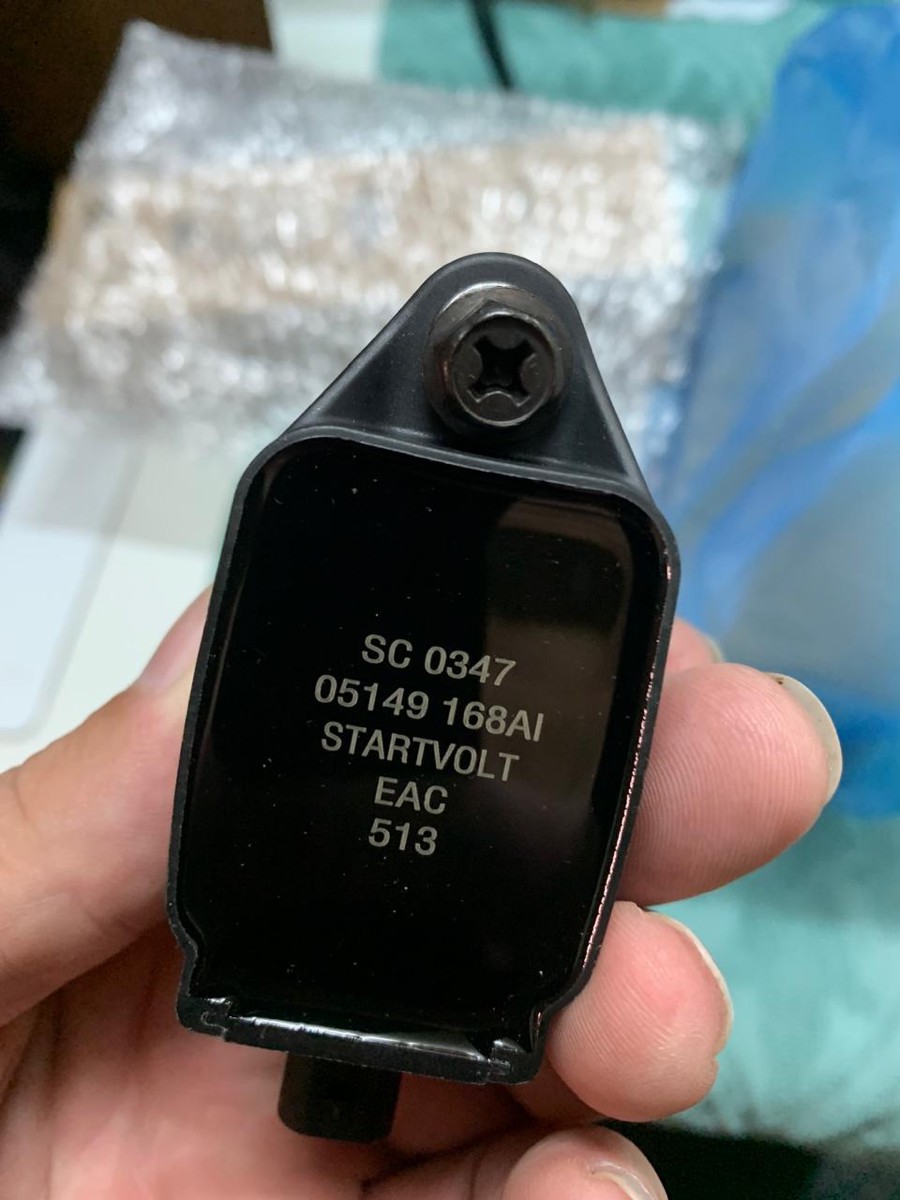 SC 0347
05149 168AI
STARTVOLT
EAC
513